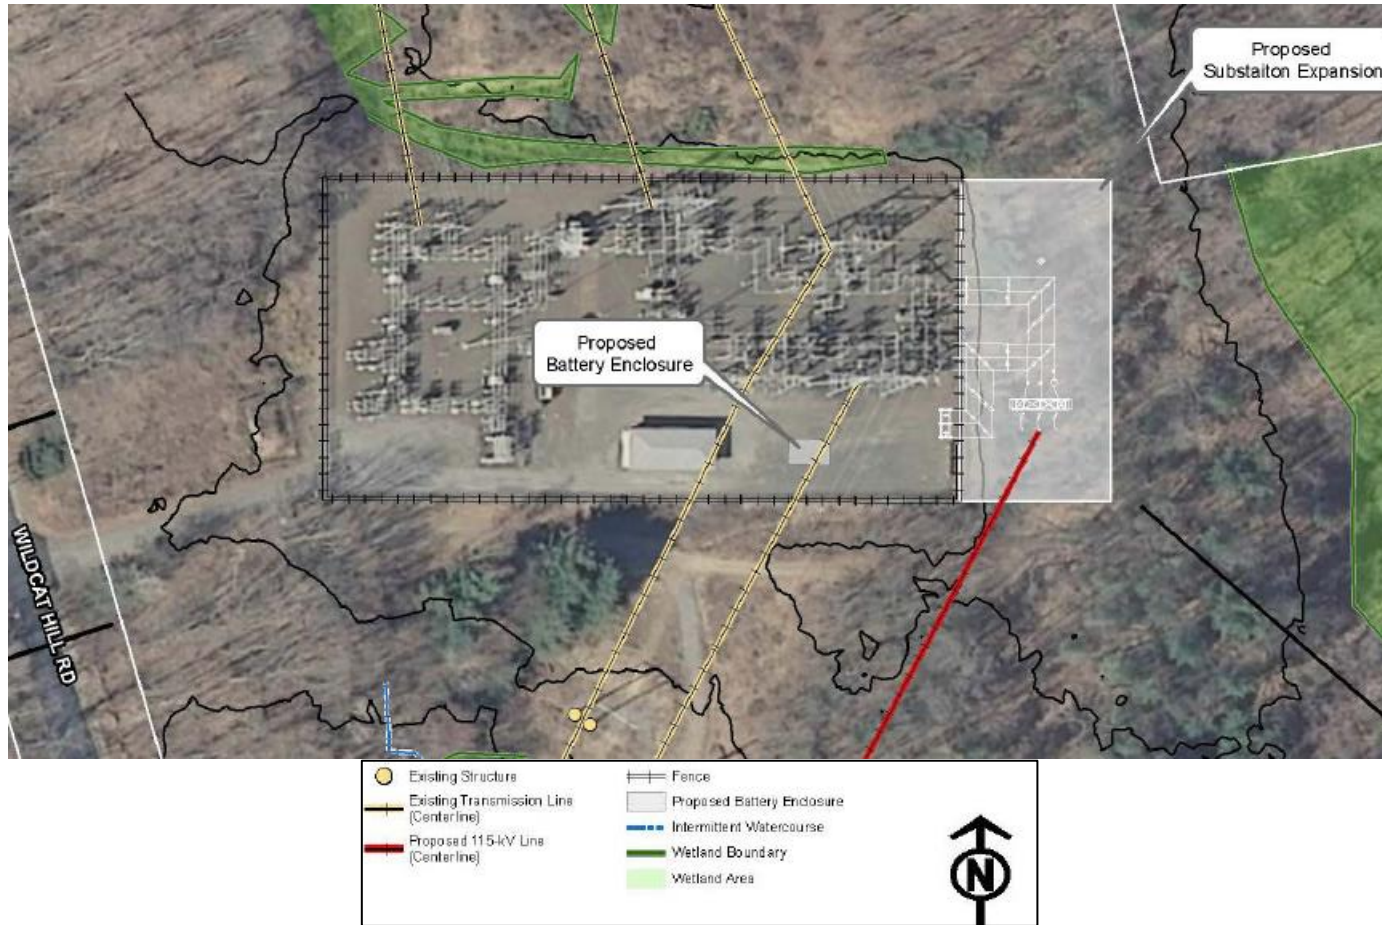 Proposed
Substaiton Expansion
Proposed
Battery Enclosure
WILDCAT HILL RD
Existing Structure
Existing Transmission Line
(Centerline)
Proposed 115-kV Line
(Centerline)
Fence
Proposed Battery Enclosure
Intermittent Watercourse
Wetland Boundary
Wetland Area
N